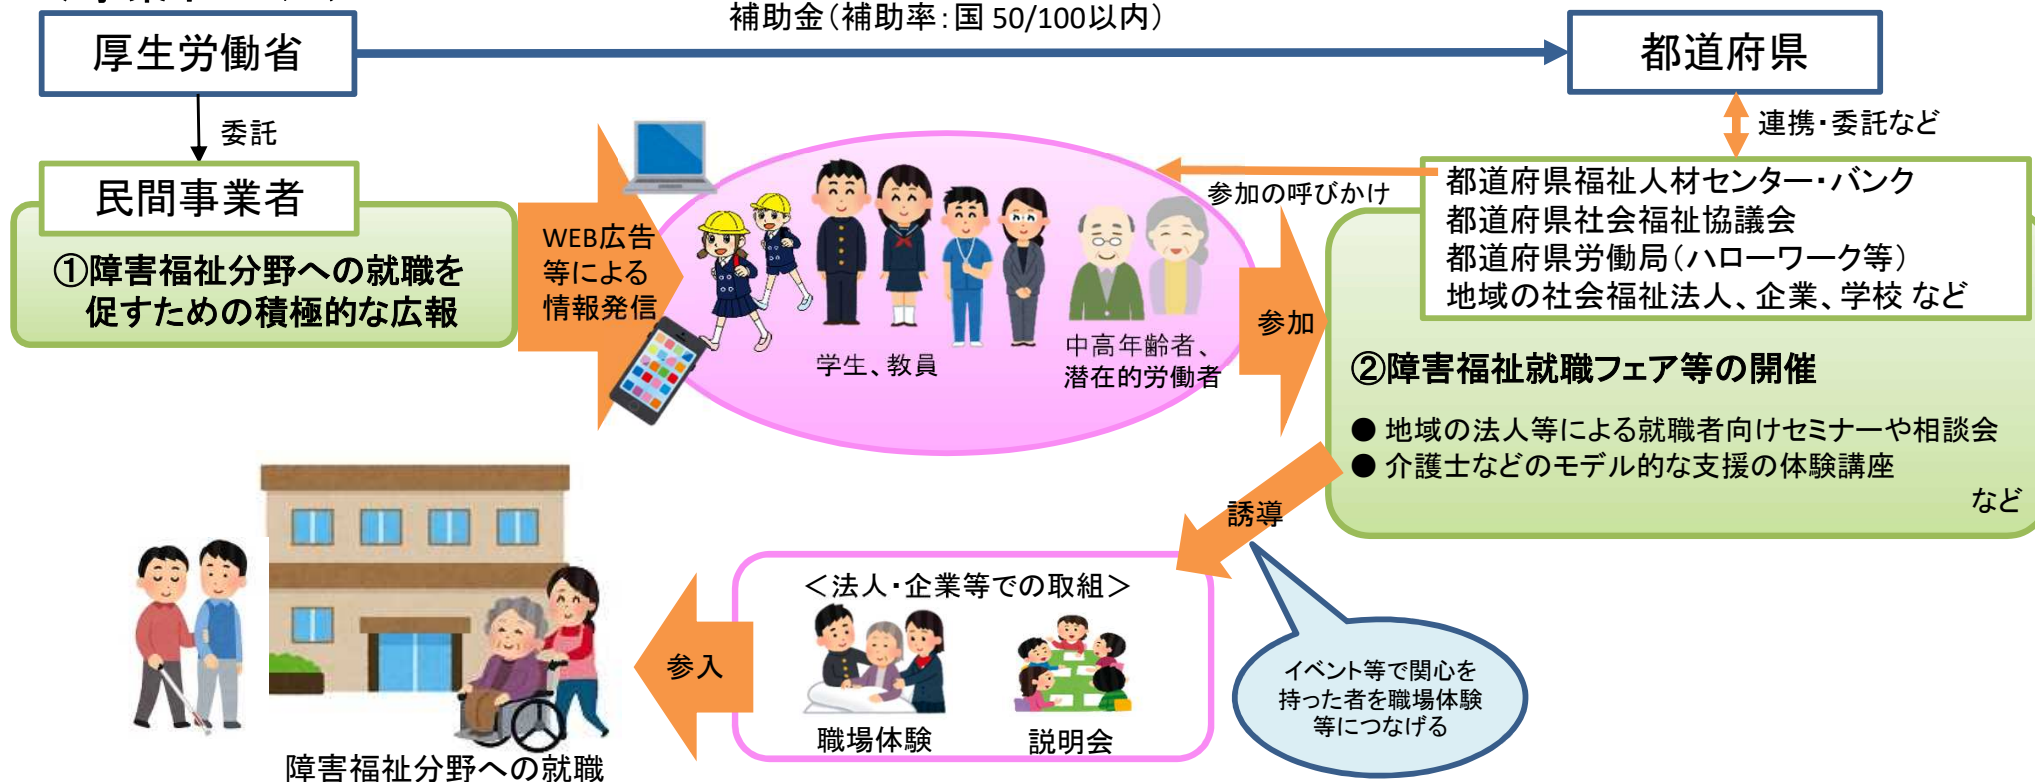 補助金（補助率：国 50/100以内）
厚生労働省
都道府県
委託
連携・委託など
民間事業者
①障害福祉分野への就職を
促すための積極的な広報
WEB広告
等による
情報発信
学生、教員
中高年齢者、
潜在的労働者
参加の呼びかけ
参加
都道府県福祉人材センター・バンク
都道府県社会福祉協議会
都道府県労働局（ハローワーク等）
地域の社会福祉法人、企業、学校 など
②障害福祉就職フェア等の開催
● 地域の法人等による就職者向けセミナーや相談会
● 介護士などのモデル的な支援の体験講座
など
誘導
イベント等で関心を
持った者を職場体験
等につなげる
＜法人・企業等での取組＞
職場体験
説明会
参入
障害福祉分野への就職